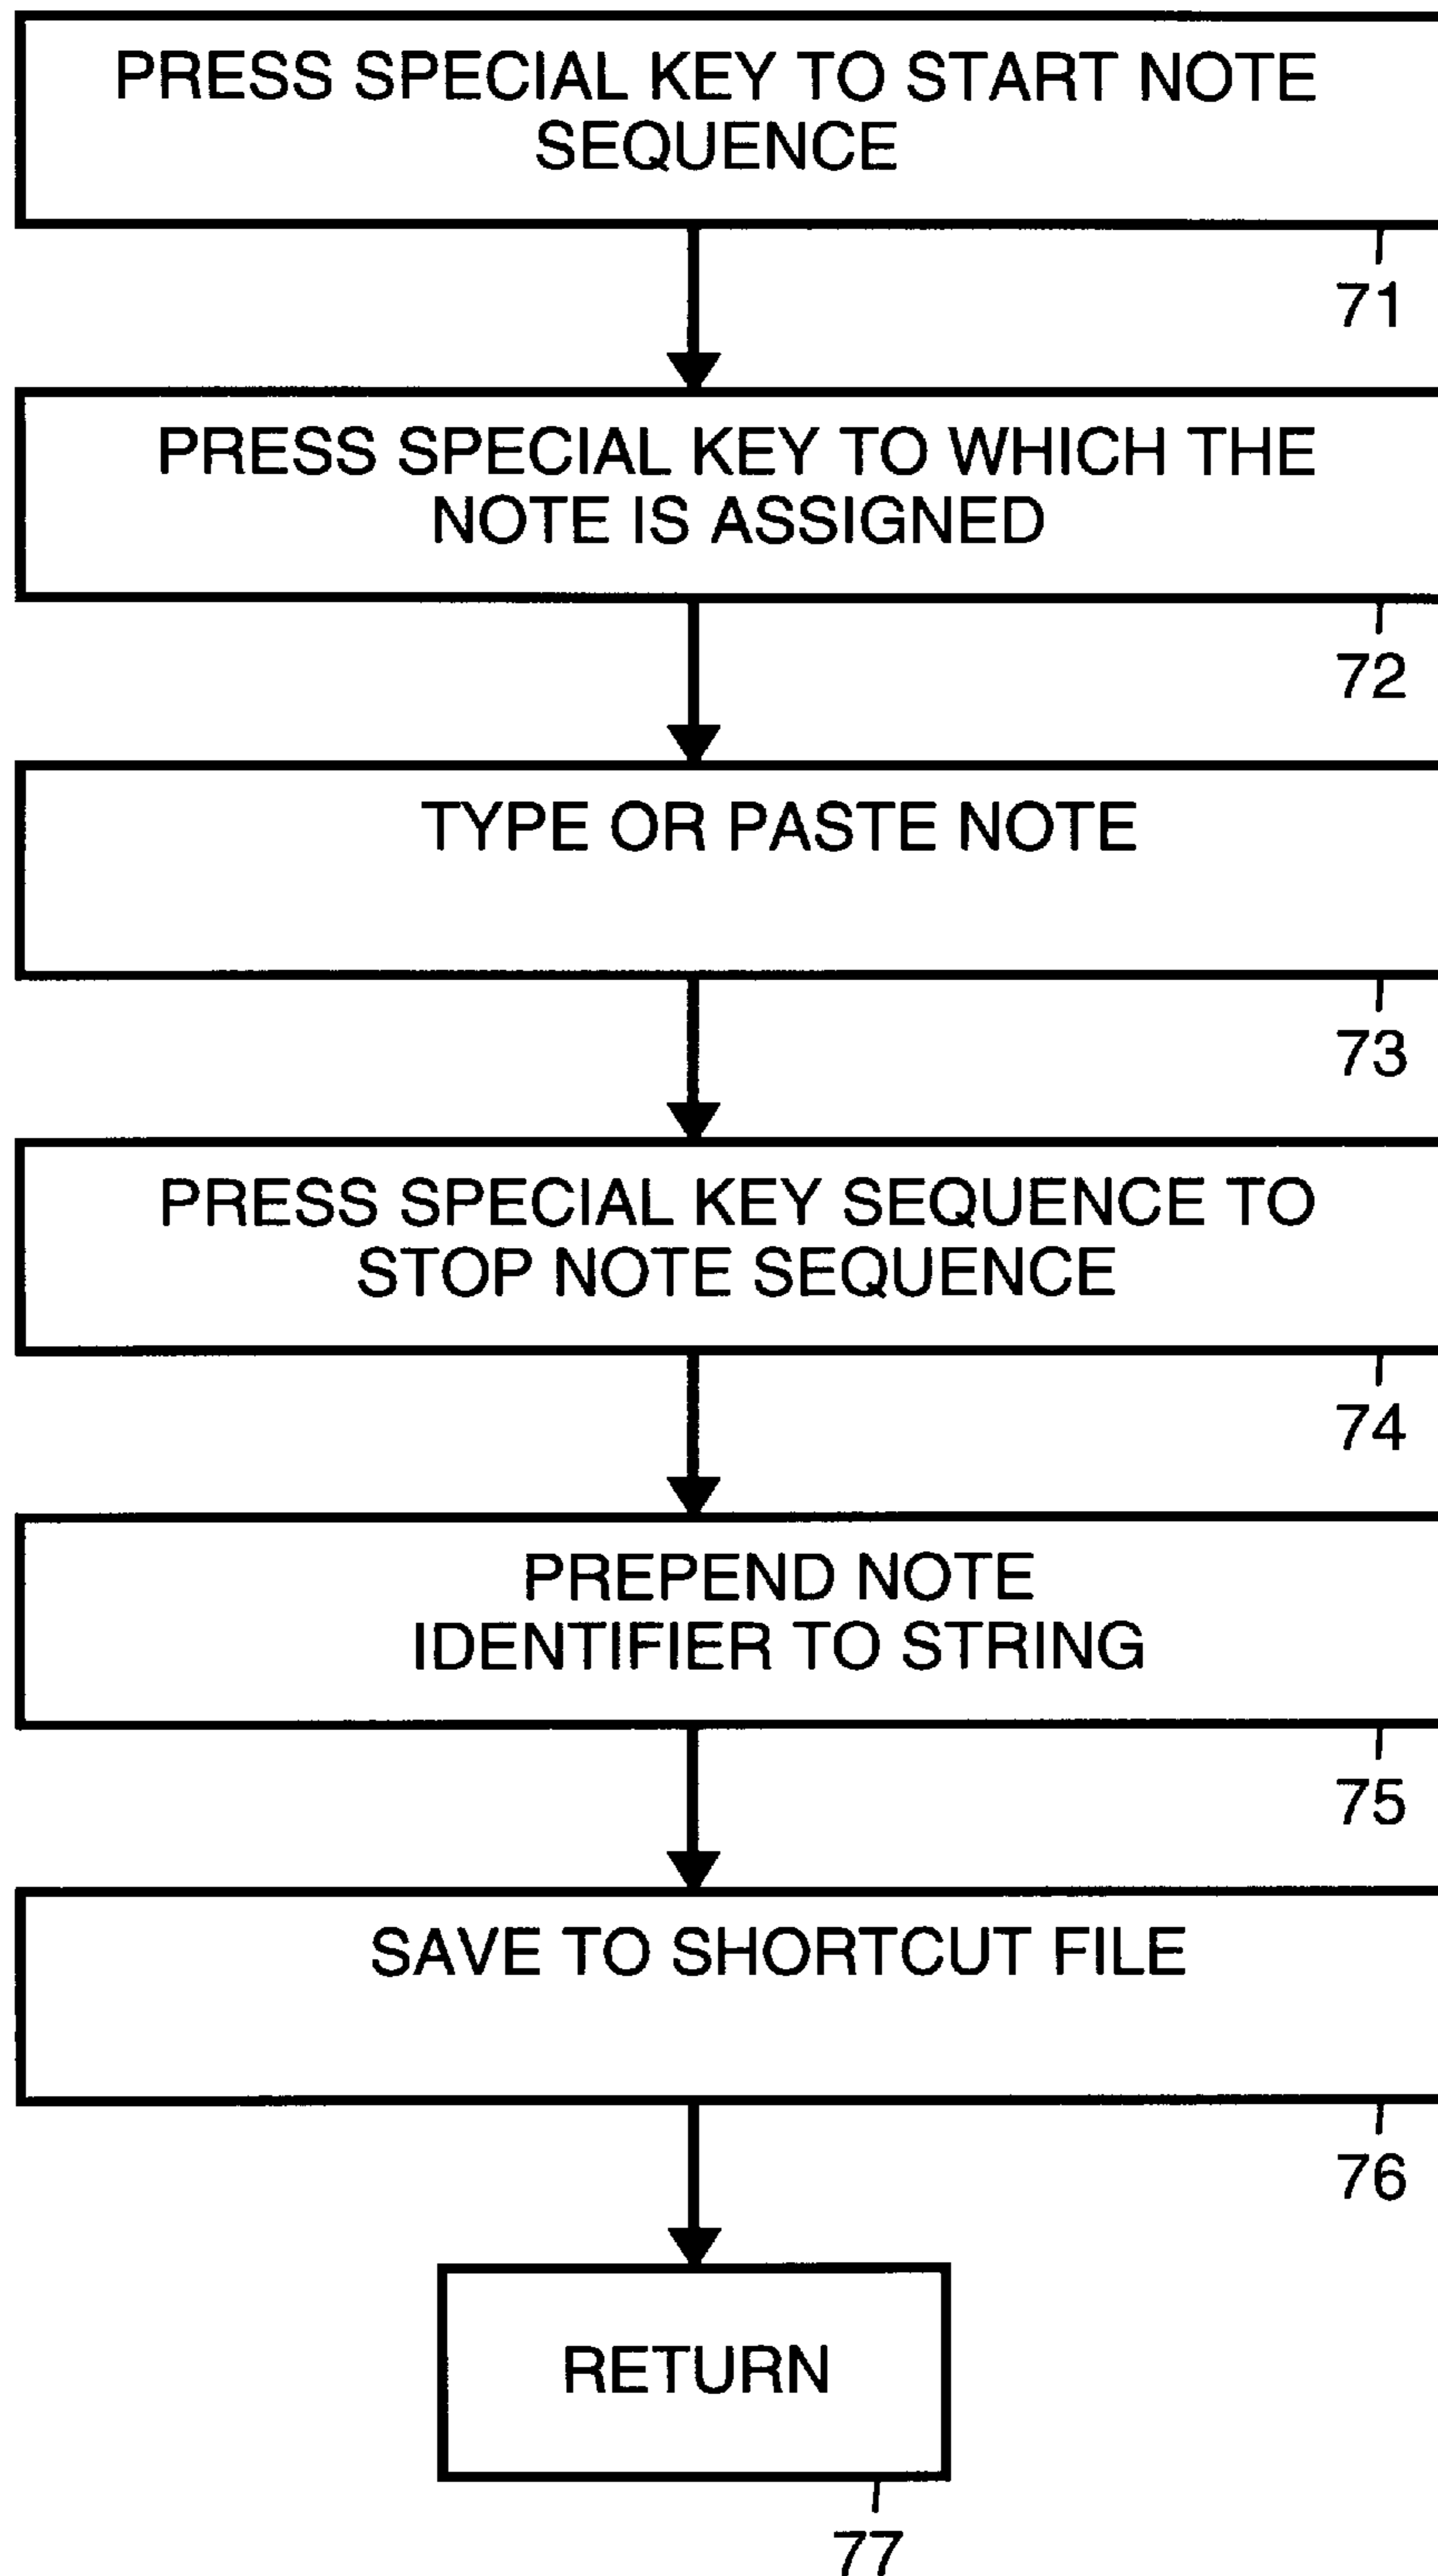 PRESS SPECIAL KEY TO START NOTE
SEQUENCE
71
PRESS SPECIAL KEY TO WHICH THE
NOTE IS ASSIGNED
72
TYPE OR PASTE NOTE
73
PRESS SPECIAL KEY SEQUENCE TO
STOP NOTE SEQUENCE
74
PREPEND NOTE
IDENTIFIER TO STRING
75
SAVE TO SHORTCUT FILE
76
RETURN
77